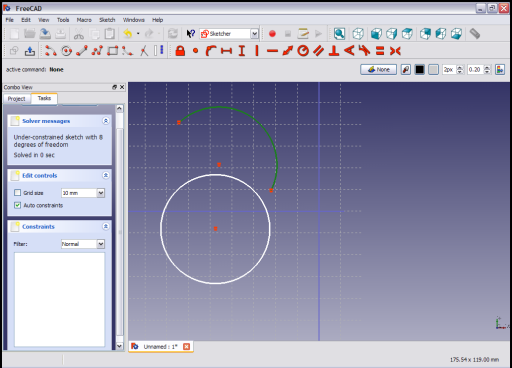 FreeCAD
File Edit View Tools Macro Sketch Windows Help
Sketcher
active command: None
None
2px
0.20
Combo View
Project Tasks
Solver messages
Under-constrained sketch with 8
degrees of freedom
Solved in 0 sec
Edit controls
Grid size 10 mm
Auto constraints
Constraints
Filter: Normal
Unnamed : 1*
175.54 x 119.00 mm